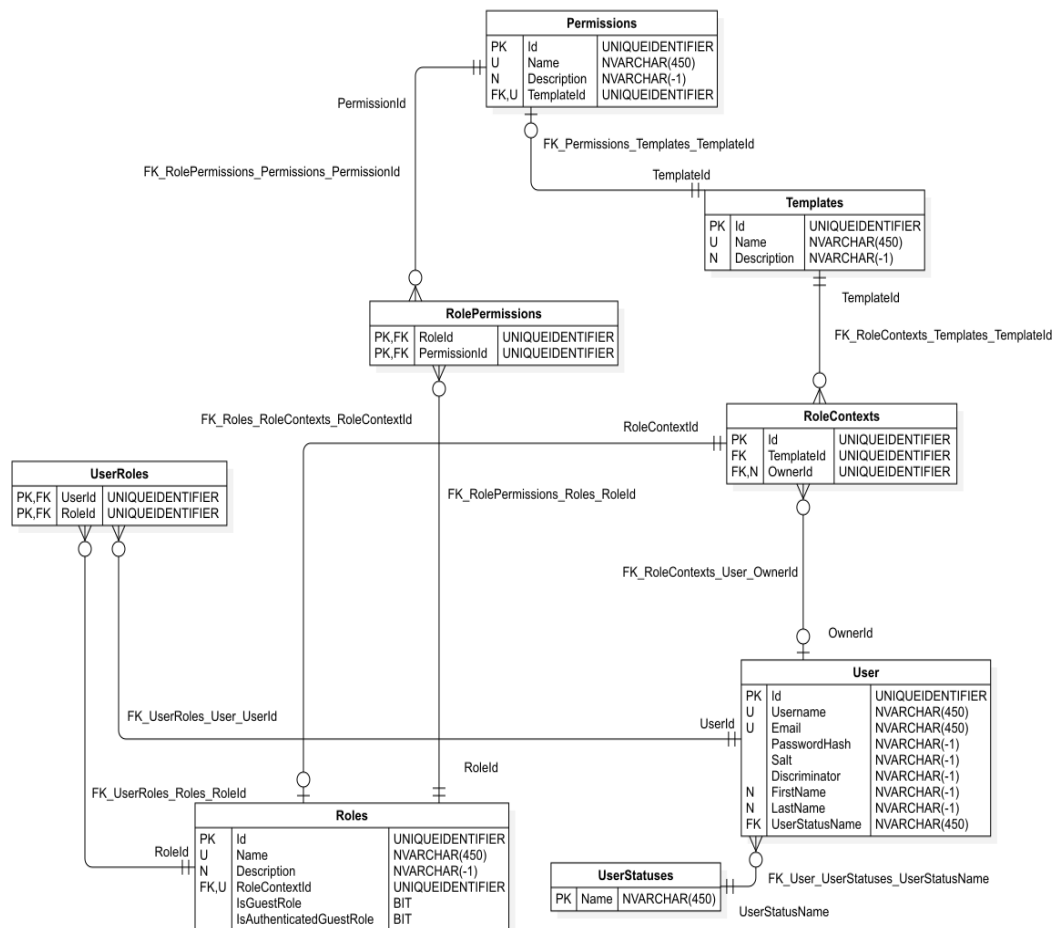 Permissions
PK Id UNIQUEIDENTIFIER
U Name NVARCHAR(450)
N Description NVARCHAR(-1)
FK,U TemplateId UNIQUEIDENTIFIER
PermissionId
FK_Permissions_Templates_TemplateId
FK_RolePermissions_Permissions_PermissionId
TemplateId
Templates
PK Id UNIQUEIDENTIFIER
U Name NVARCHAR(450)
N Description NVARCHAR(-1)
TemplateId
RolePermissions
PK,FK RoleId UNIQUEIDENTIFIER
PK,FK PermissionId UNIQUEIDENTIFIER
FK_RoleContexts_Templates_TemplateId
FK_Roles_RoleContexts_RoleContextId
RoleContextId
RoleContexts
PK Id UNIQUEIDENTIFIER
FK TemplateId UNIQUEIDENTIFIER
FK,N OwnerId UNIQUEIDENTIFIER
UserRoles
PK,FK UserId UNIQUEIDENTIFIER
PK,FK RoleId UNIQUEIDENTIFIER
FK_RolePermissions_Roles_RoleId
FK_RoleContexts_User_OwnerId
OwnerId
User
PK Id UNIQUEIDENTIFIER
U Username NVARCHAR(450)
U Email NVARCHAR(450)
PasswordHash NVARCHAR(-1)
Salt NVARCHAR(-1)
Discriminator NVARCHAR(-1)
N FirstName NVARCHAR(-1)
N LastName NVARCHAR(-1)
FK UserStatusName NVARCHAR(450)
FK_UserRoles_User_UserId
UserId
RoleId
FK_UserRoles_Roles_RoleId
RoleId
Roles
PK Id UNIQUEIDENTIFIER
U Name NVARCHAR(450)
N Description NVARCHAR(-1)
FK,U RoleContextId UNIQUEIDENTIFIER
IsGuestRole BIT
IsAuthenticatedGuestRole BIT
UserStatuses
PK Name NVARCHAR(450)
FK_User_UserStatuses_UserStatusName
UserStatusName